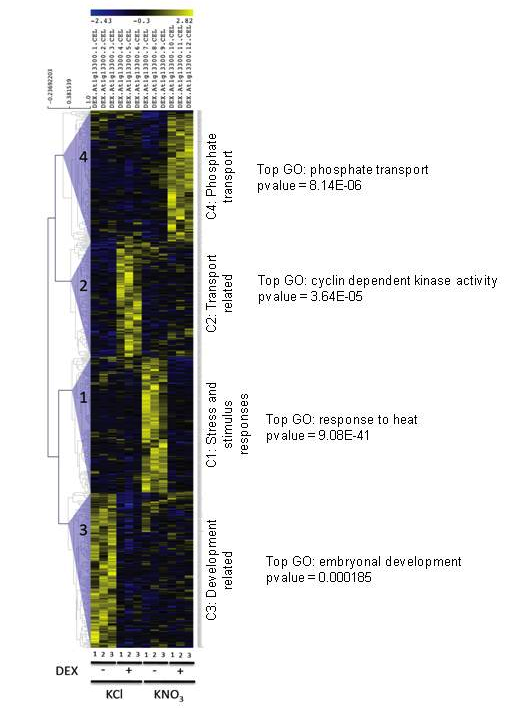 -2.43 -0.3 2.82
DEX.At1g13300.1.CEL
DEX.At1g13300.2.CEL
DEX.At1g13300.3.CEL
DEX.At1g13300.4.CEL
DEX.At1g13300.5.CEL
DEX.At1g13300.6.CEL
DEX.At1g13300.7.CEL
DEX.At1g13300.8.CEL
DEX.At1g13300.9.CEL
DEX.At1g13300.10.CEL
DEX.At1g13300.11.CEL
DEX.At1g13300.12.CEL
-0.23692203
0.381539
1.0
4
C4: Phosphate
transport
Top GO: phosphate transport
pvalue = 8.14E-06
2
C2: Transport
related
Top GO: cyclin dependent kinase activity
pvalue = 3.64E-05
1
C1: Stress and
stimulus
responses
Top GO: response to heat
pvalue = 9.08E-41
3
C3: Development
related
Top GO: embryonal development
pvalue = 0.000185
1 2 3 1 2 3 1 2 3 1 2 3
DEX - + - +
KCl KNO3